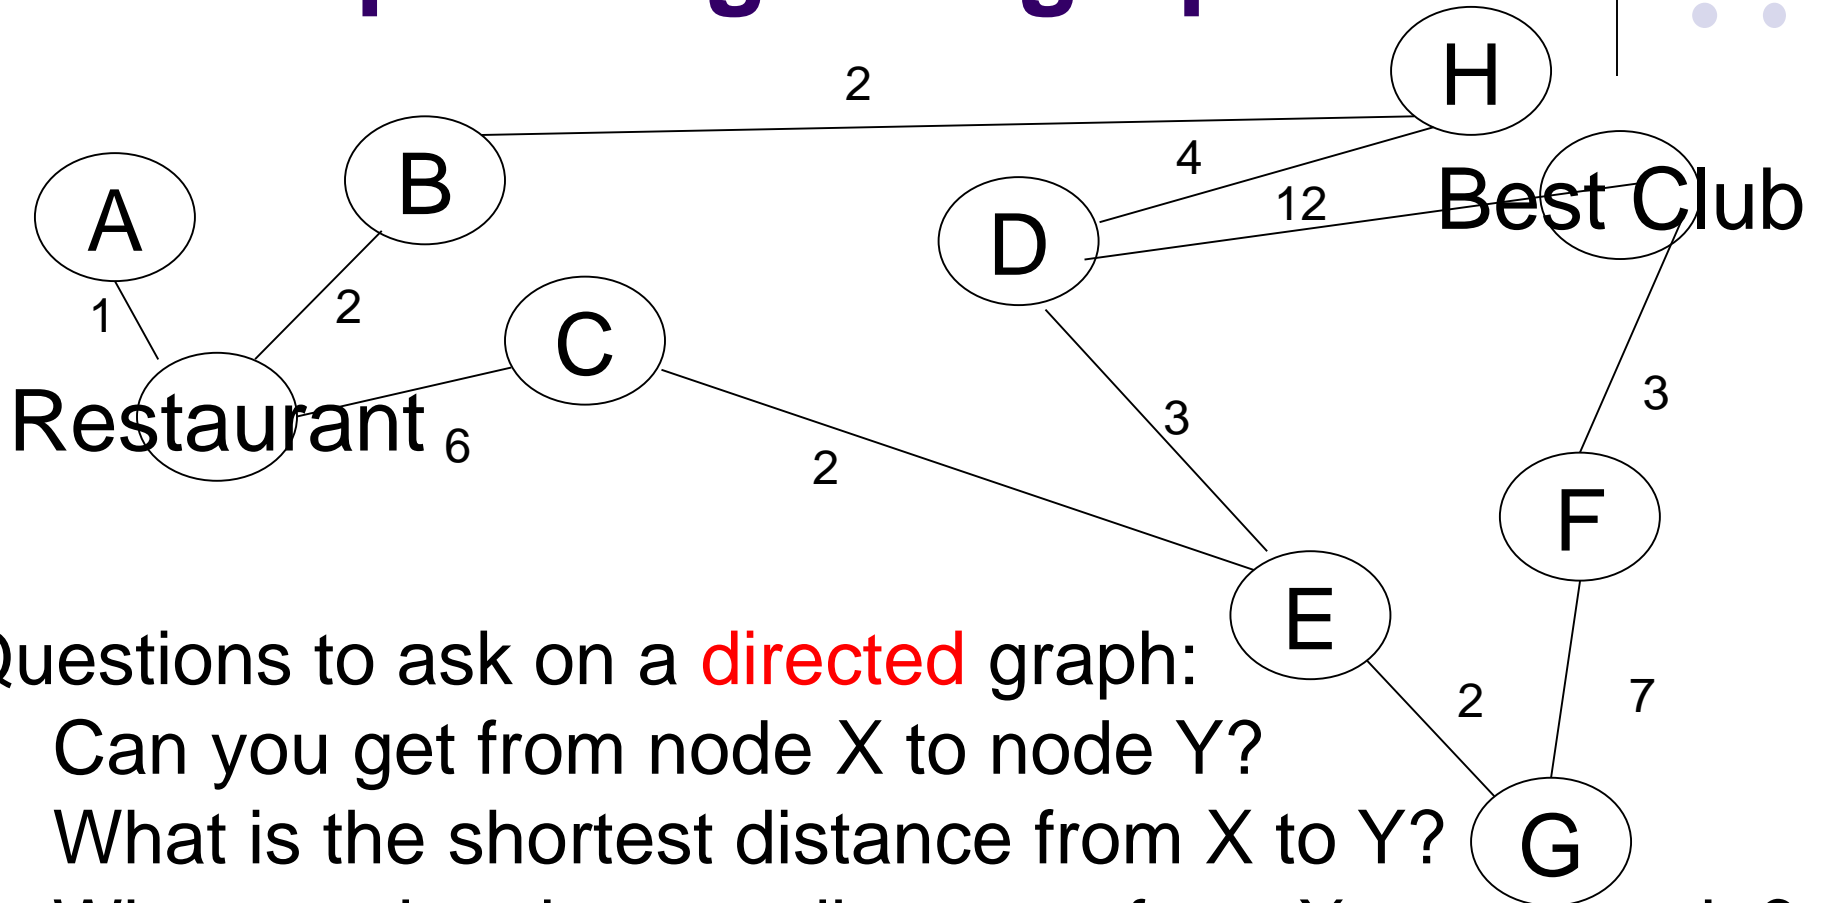 H
2
B
4
A
D
12
Best Club
1
2
C
3
3
Restaurant
6
2
F
E
Questions to ask on a directed graph:
2
7
Can you get from node X to node Y?
What is the shortest distance from X to Y?
G